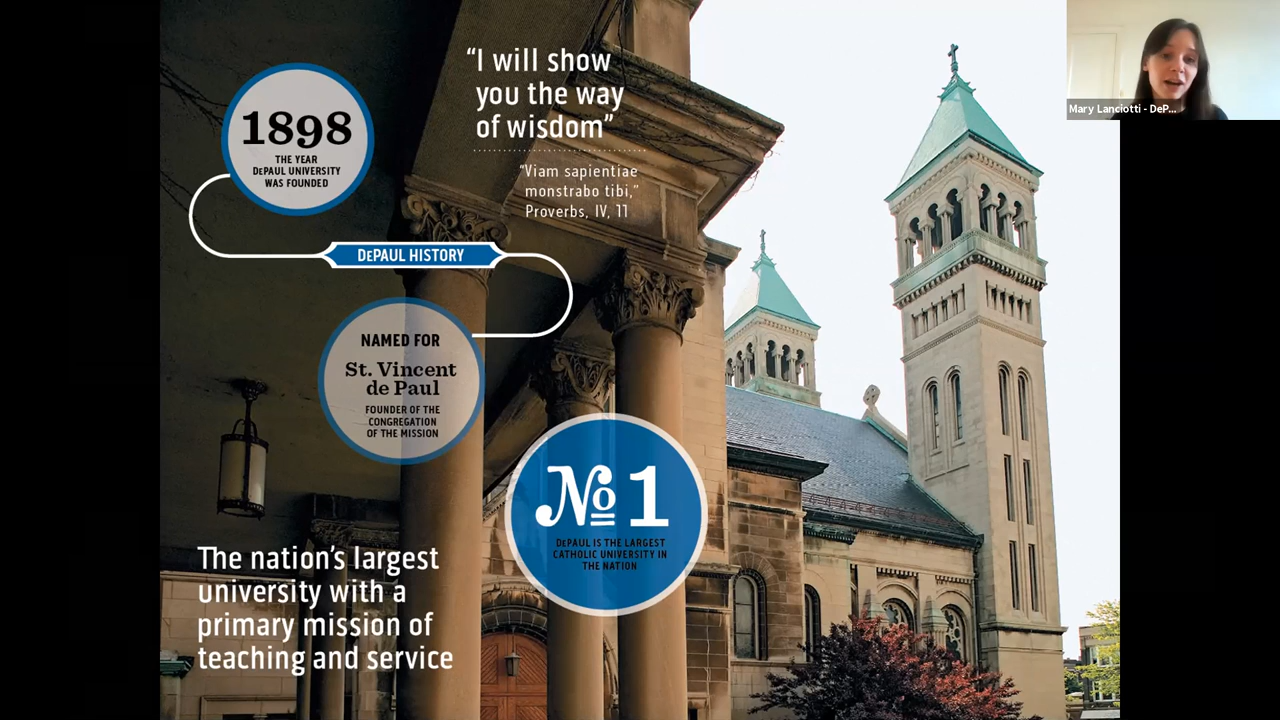 1898
THE YEAR
DEPAUL UNIVERSITY
WAS FOUNDED
“I will show
you the way
of wisdom”
“Viam sapientiae
monstrabo tibi,”
Proverbs, IV, 11
DEPAUL HISTORY
NAMED FOR
St. Vincent
de Paul
FOUNDER OF THE
CONGREGATION
OF THE MISSION
No 1
DEPAUL IS THE LARGEST
CATHOLIC UNIVERSITY IN
THE NATION
The nation’s largest
university with a
primary mission of
teaching and service
Mary Lanciotti - DeP...